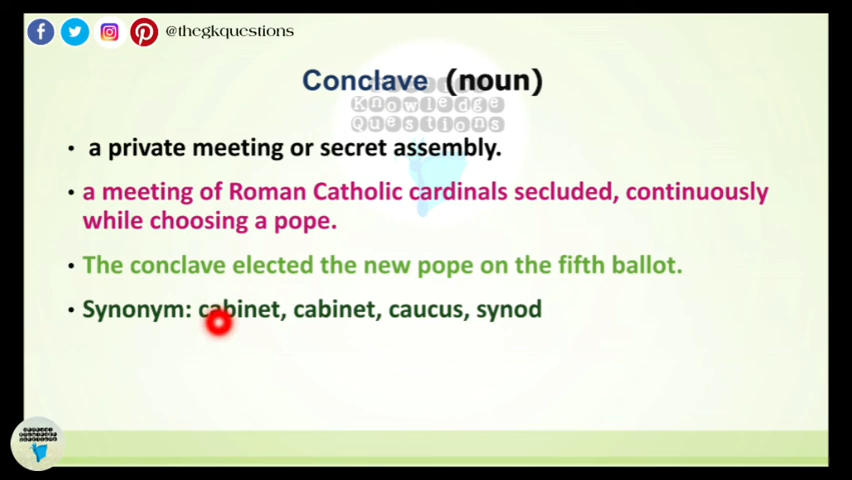 @thegkquestions
Conclave (noun)
Knowledge
Questions
• a private meeting or secret assembly.
• a meeting of Roman Catholic cardinals secluded, continuously
while choosing a pope.
• The conclave elected the new pope on the fifth ballot.
• Synonym: cabinet, cabinet, caucus, synod